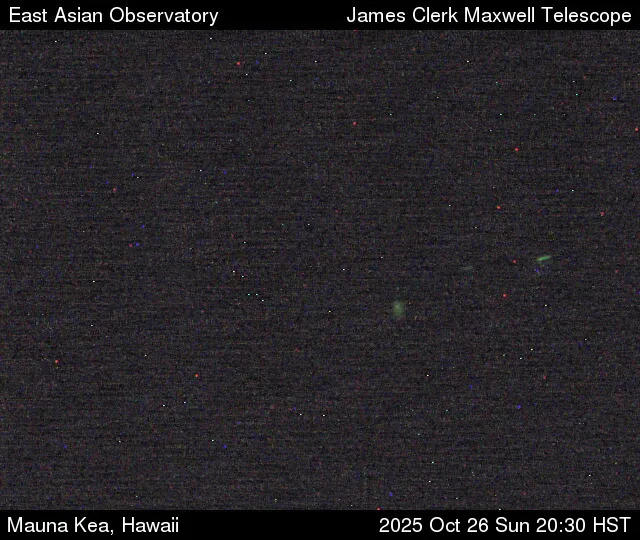 East Asian Observatory
James Clerk Maxwell Telescope
Mauna Kea, Hawaii
2025 Oct 26 Sun 20:30 HST